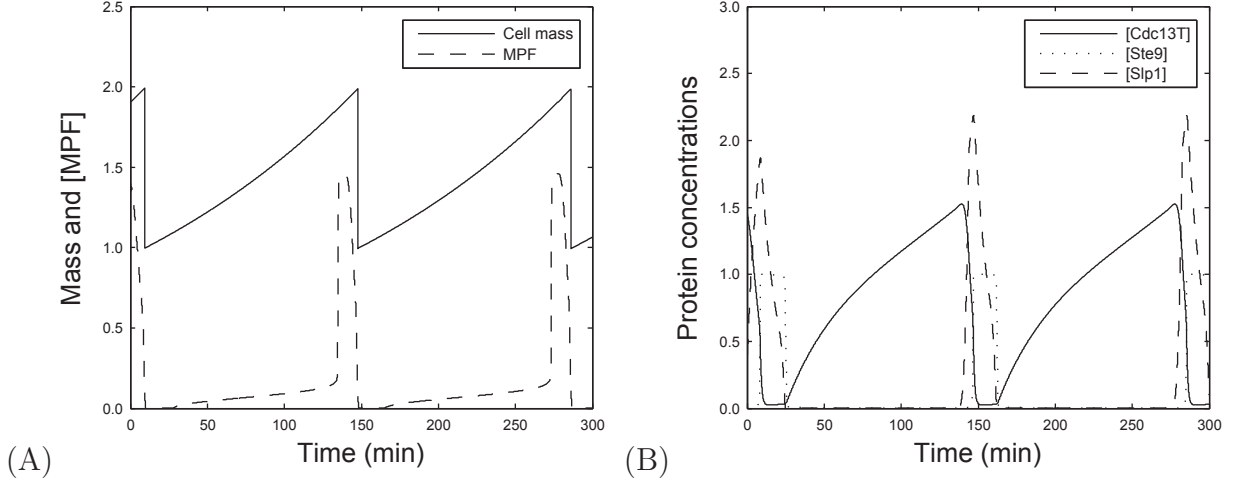 2.5
2.0
1.5
1.0
0.5
0.0
Mass and [MPF]
Cell mass
MPF
0
50
100
150
200
250
300
Time (min)
(A)
3.0
2.5
2.0
1.5
1.0
0.5
0.0
Protein concentrations
[Cdc13T]
[Ste9]
[Slp1]
0
50
100
150
200
250
300
Time (min)
(B)